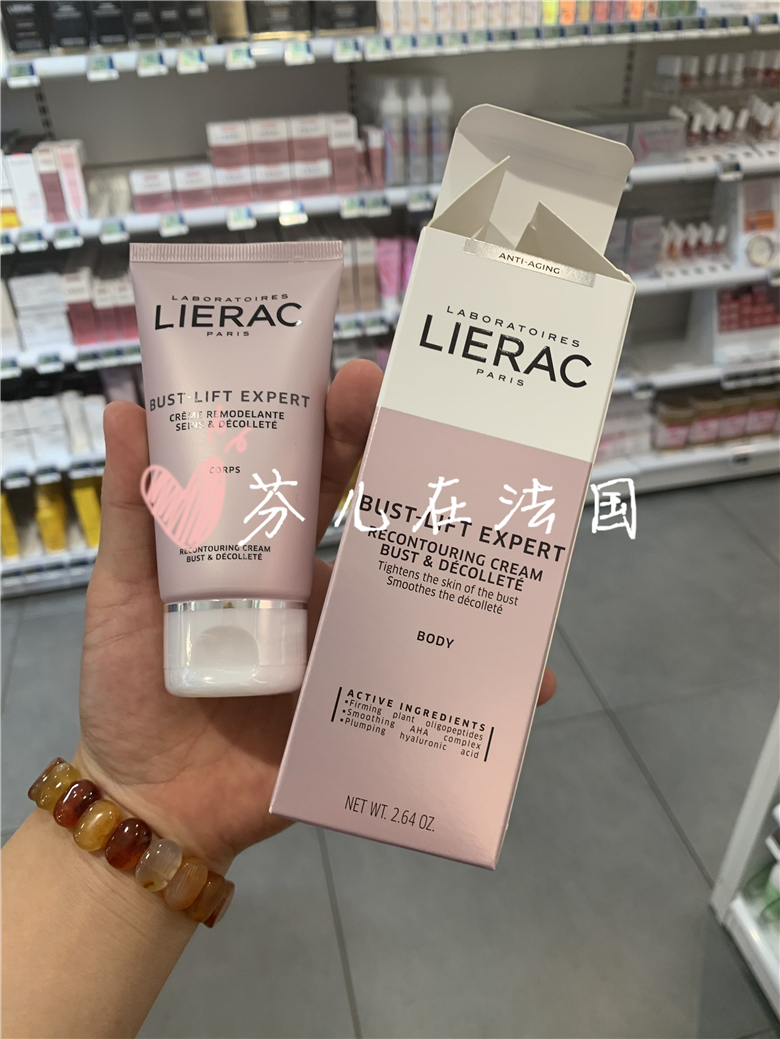 LABORATOIRES
LIERAC
PARIS
BUST-LIFT EXPERT
CRÈME REMODELANTE
SEINS & DÉCOLLETÉ
CORPS
RECONTOURING CREAM
BUST & DÉCOLLETÉ
ANTI-AGING
LABORATOIRES
LIERAC
PARIS
BUST-LIFT EXPERT
RECONTOURING CREAM
BUST & DÉCOLLETÉ
Tightens the skin of the bust
Smoothes the décolleté
BODY
ACTIVE INGREDIENTS
•Firming plant oligopeptides
•Smoothing AHA complex
•Plumping hyaluronic acid
NET WT. 2.64 OZ.
芬儿在法国